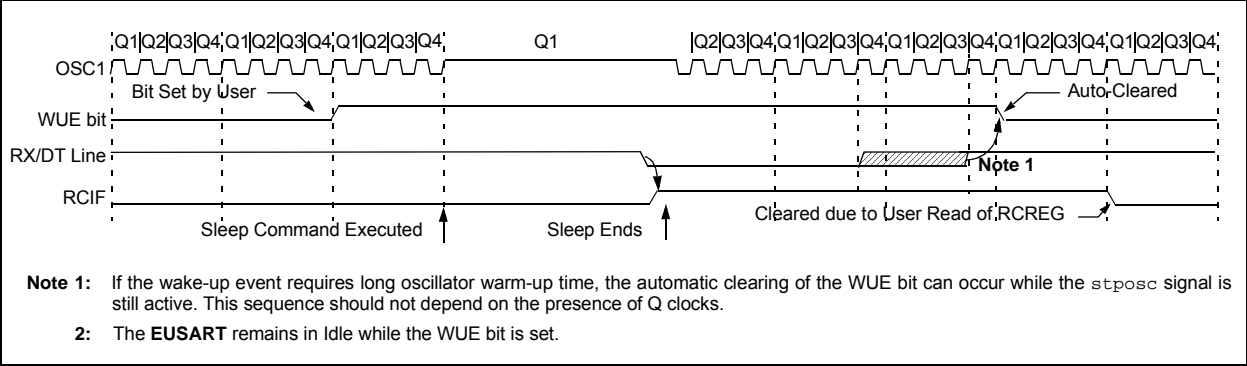 Q1|Q2|Q3|Q4|Q1|Q2|Q3|Q4|Q1|Q2|Q3|Q4| Q1 |Q2|Q3|Q4|Q1|Q2|Q3|Q4|Q1|Q2|Q3|Q4|Q1|Q2|Q3|Q4|Q1|Q2|Q3|Q4
OSC1
Bit Set by User Auto-Cleared
WUE bit
RX/DT Line
Note 1
RCIF
Cleared due to User Read of RCREG
Sleep Command Executed Sleep Ends
Note 1: If the wake-up event requires long oscillator warm-up time, the automatic clearing of the WUE bit can occur while the stposc signal is
still active. This sequence should not depend on the presence of Q clocks.
2: The EUSART remains in Idle while the WUE bit is set.